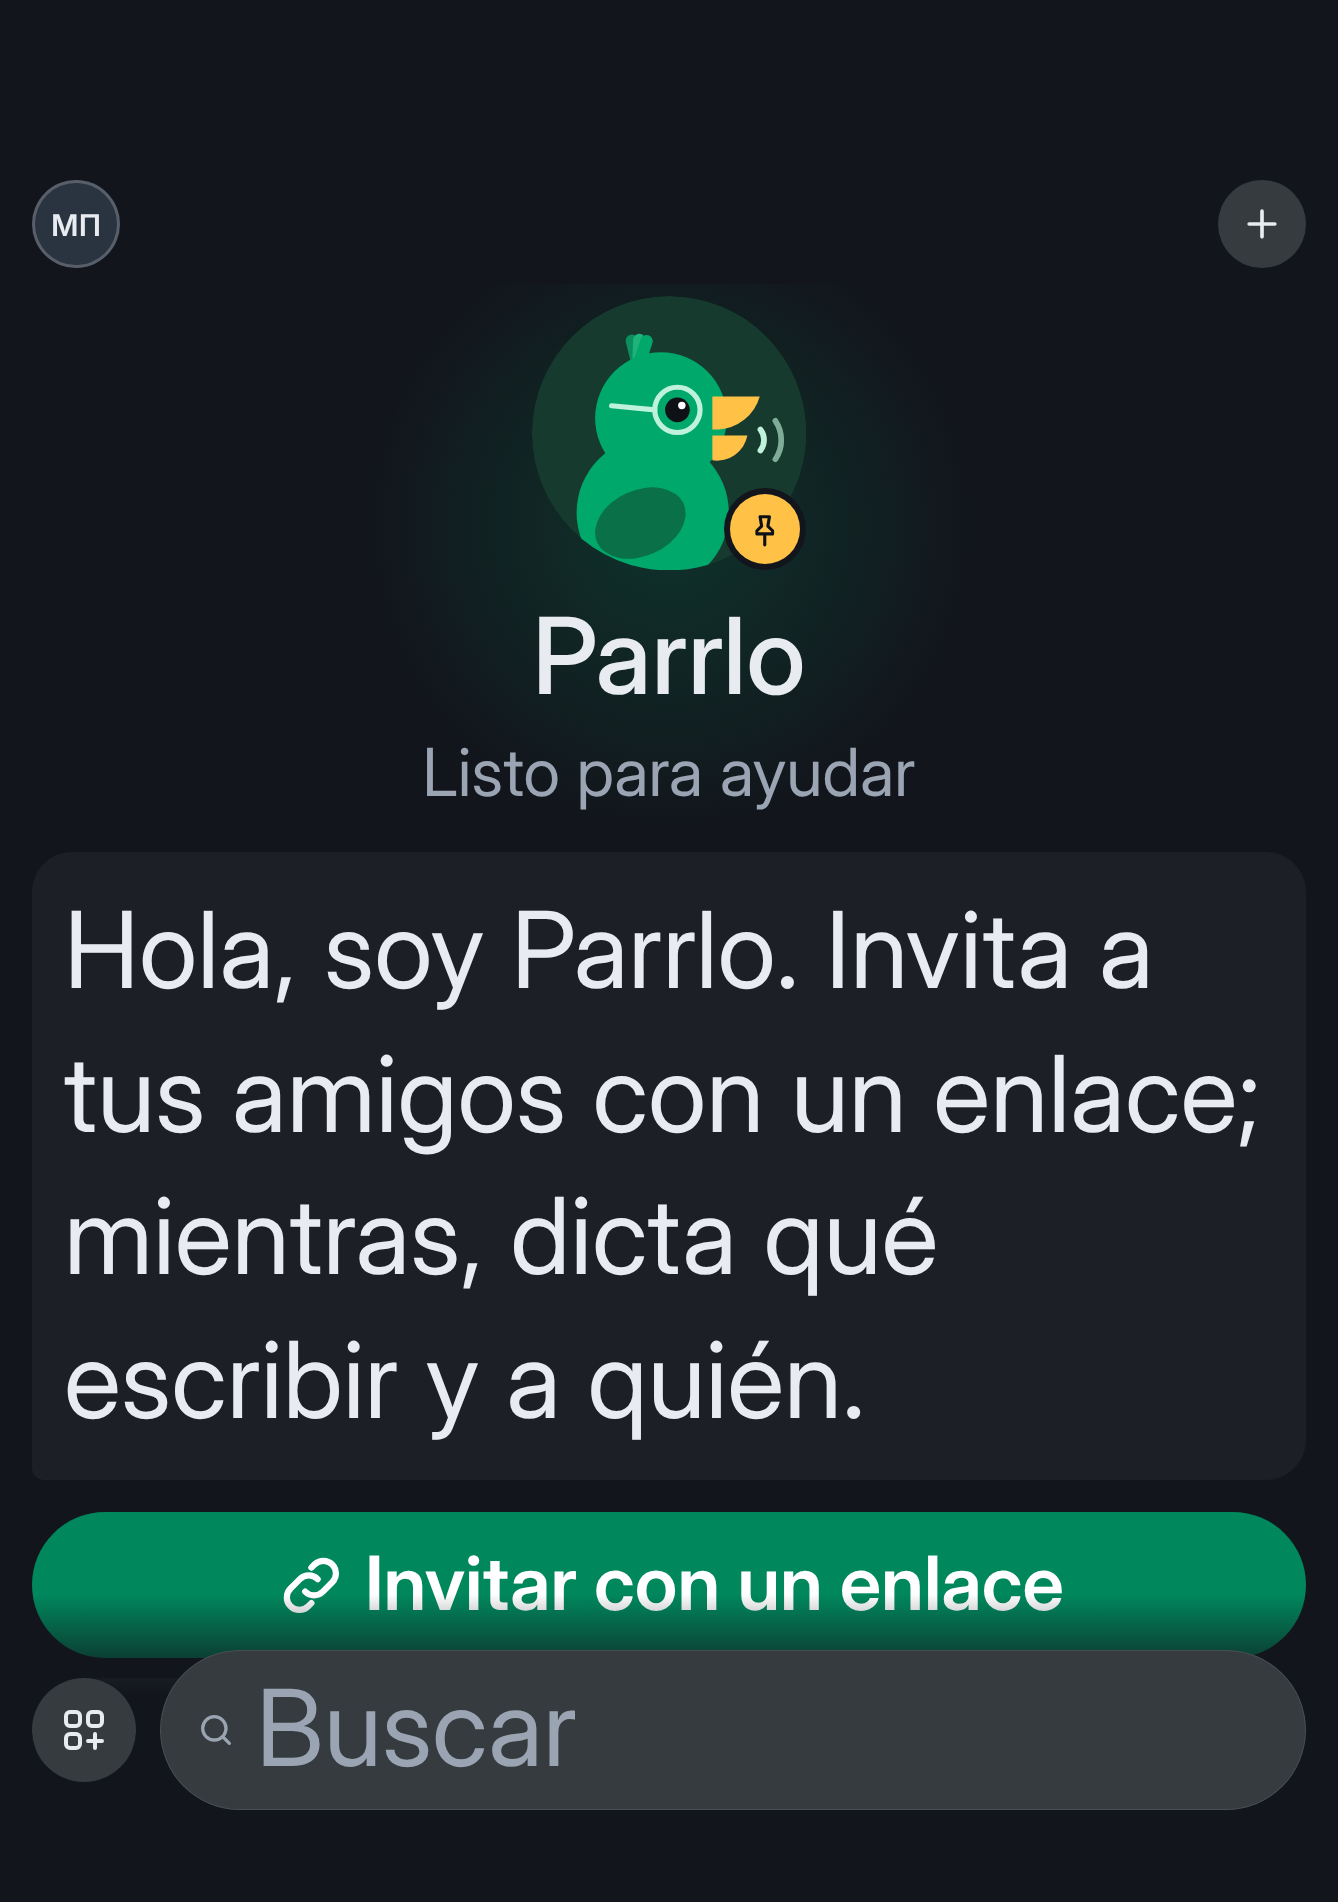 МП
Parrlo
Listo para ayudar
Hola, soy Parrlo. Invita a
tus amigos con un enlace;
mientras, dicta qué
escribir y a quién.
Invitar con un enlace
Buscar